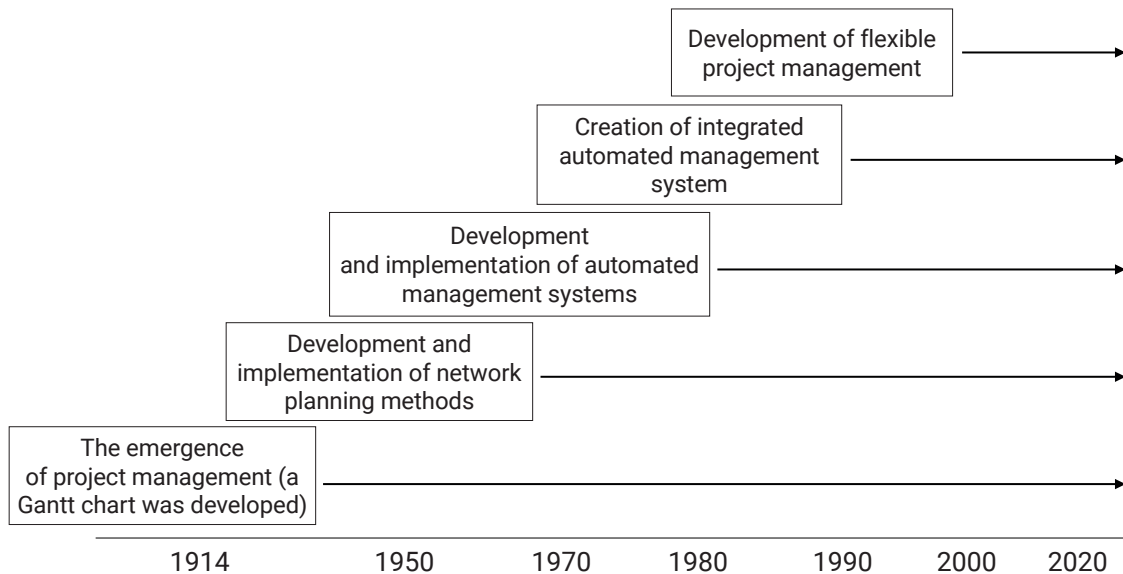 Development of flexible
project management
Creation of integrated
automated management
system
Development
and implementation of automated
management systems
Development and
implementation of network
planning methods
The emergence
of project management (a
Gantt chart was developed)
1914 1950 1970 1980 1990 2000 2020